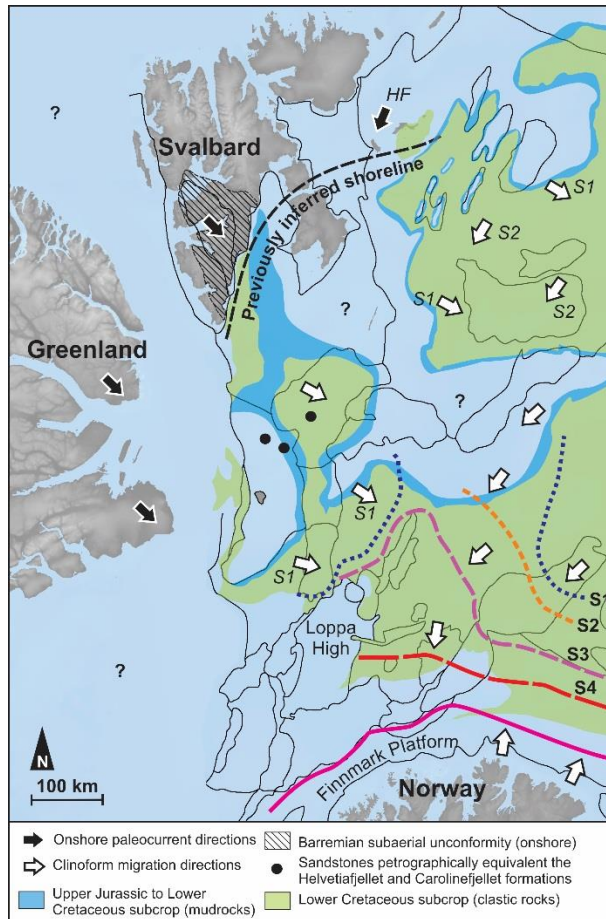 ?
HF
Svalbard
S1
Previously inferred shoreline
S2
S1
S2
?
Greenland
?
S1
S1
S1
S2
Loppa
High
S3
S4
?
Finnmark Platform
N
100 km
Norway
Onshore paleocurrent directions
Clinoform migration directions
Upper Jurassic to Lower
Cretaceous subcrop (mudrocks)
Barremian subaerial unconformity (onshore)
Sandstones petrographically equivalent the
Helvetiafjellet and Carolinefjellet formations
Lower Cretaceous subcrop (clastic rocks)